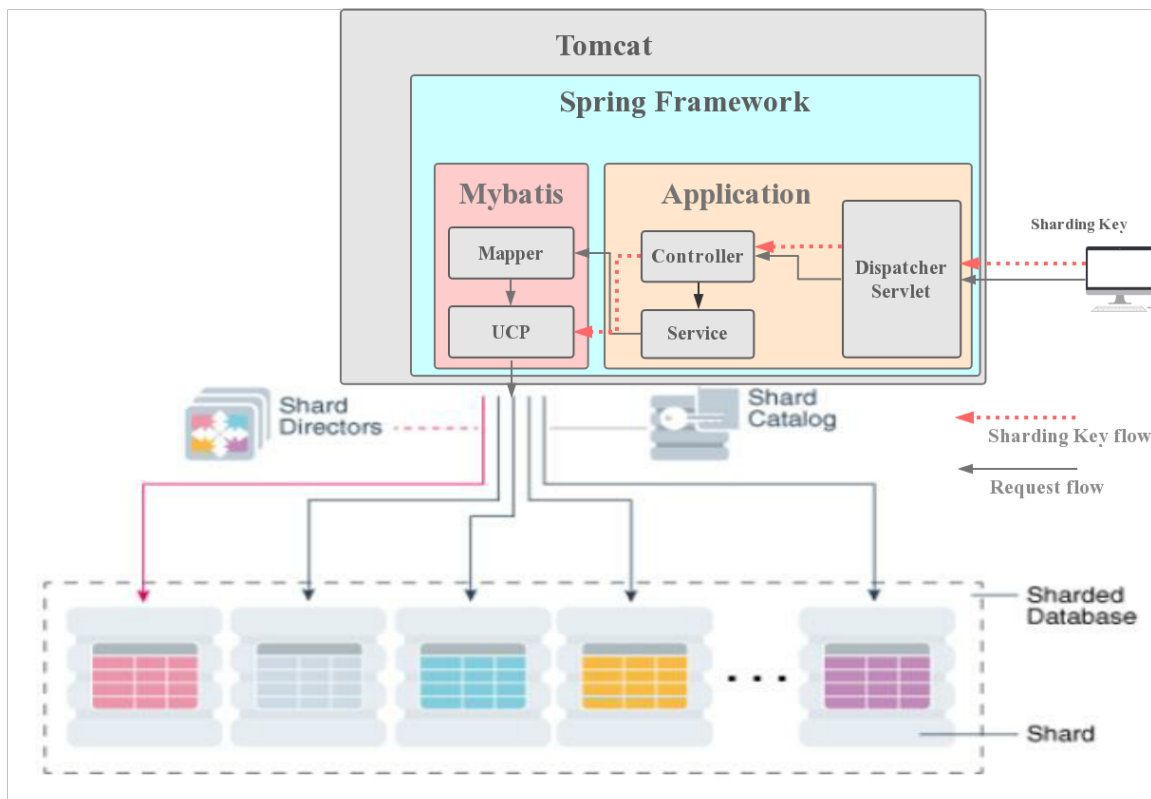 Tomcat
Spring Framework
Mybatis
Application
Sharding Key
Mapper
Controller
Dispatcher
Servlet
UCP
Service
Shard
Directors
Shard
Catalog
Sharding Key flow
Request flow
Sharded
Database
Shard